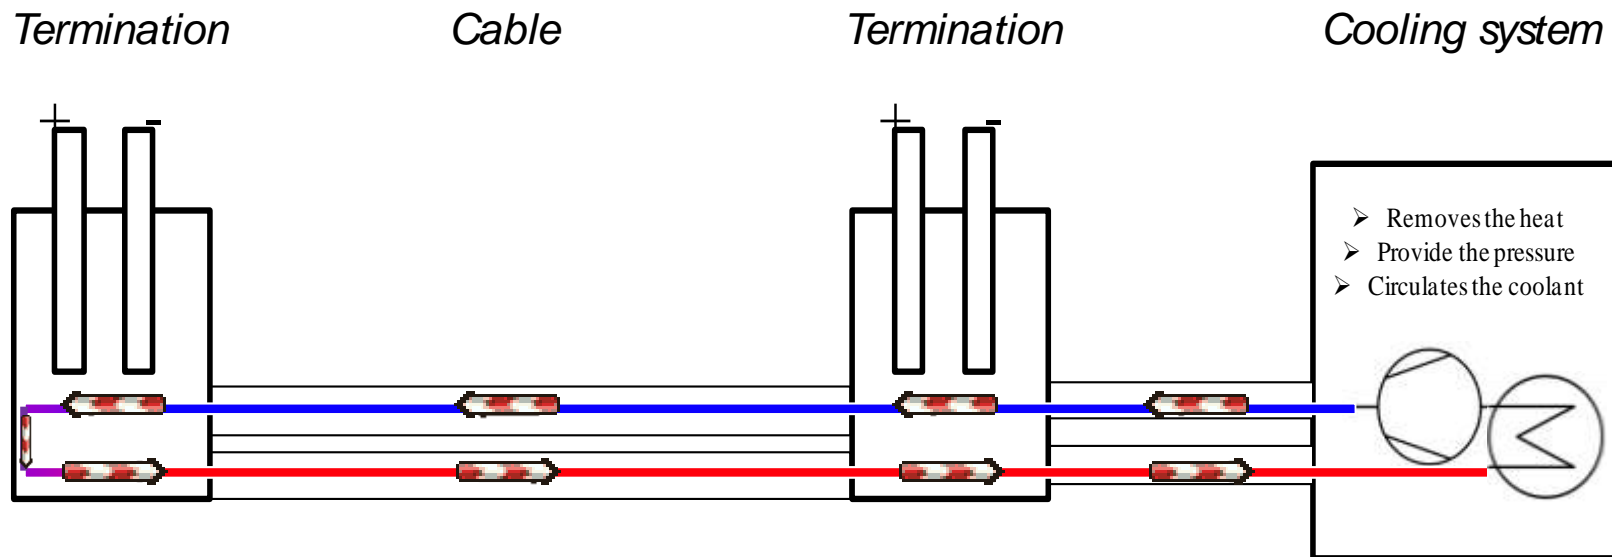 Termination Cable Termination Cooling system
+ - + -
➢ Removes the heat
➢ Provide the pressure
➢ Circulates the coolant